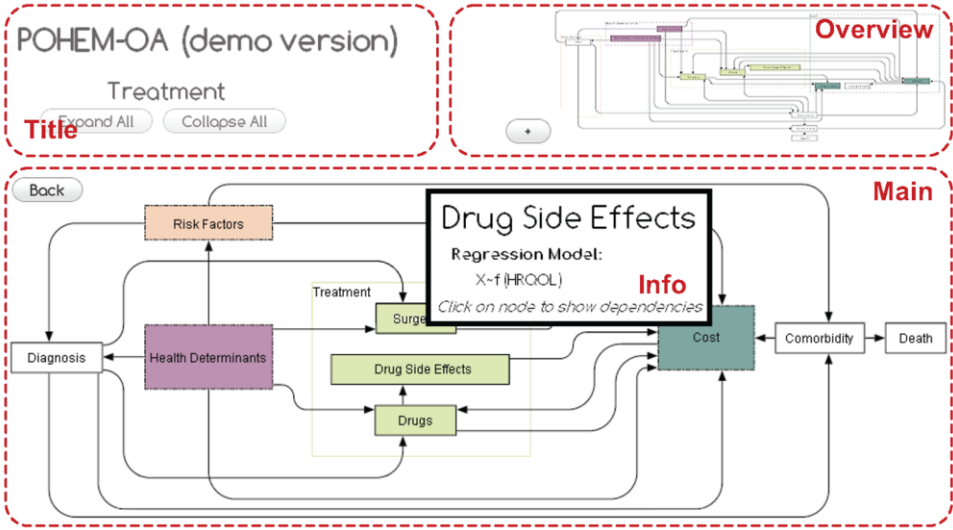 POHEM-OA (demo version)
Treatment
Expand All
Collapse All
Title
Overview
+
Main
Back
Risk Factors
Drug Side Effects
Regression Model:
X~f (HRQOL)
Info
Click on node to show dependencies
Treatment
Diagnosis
Health Determinants
Drug Side Effects
Drugs
Cost
Comorbidity
Death